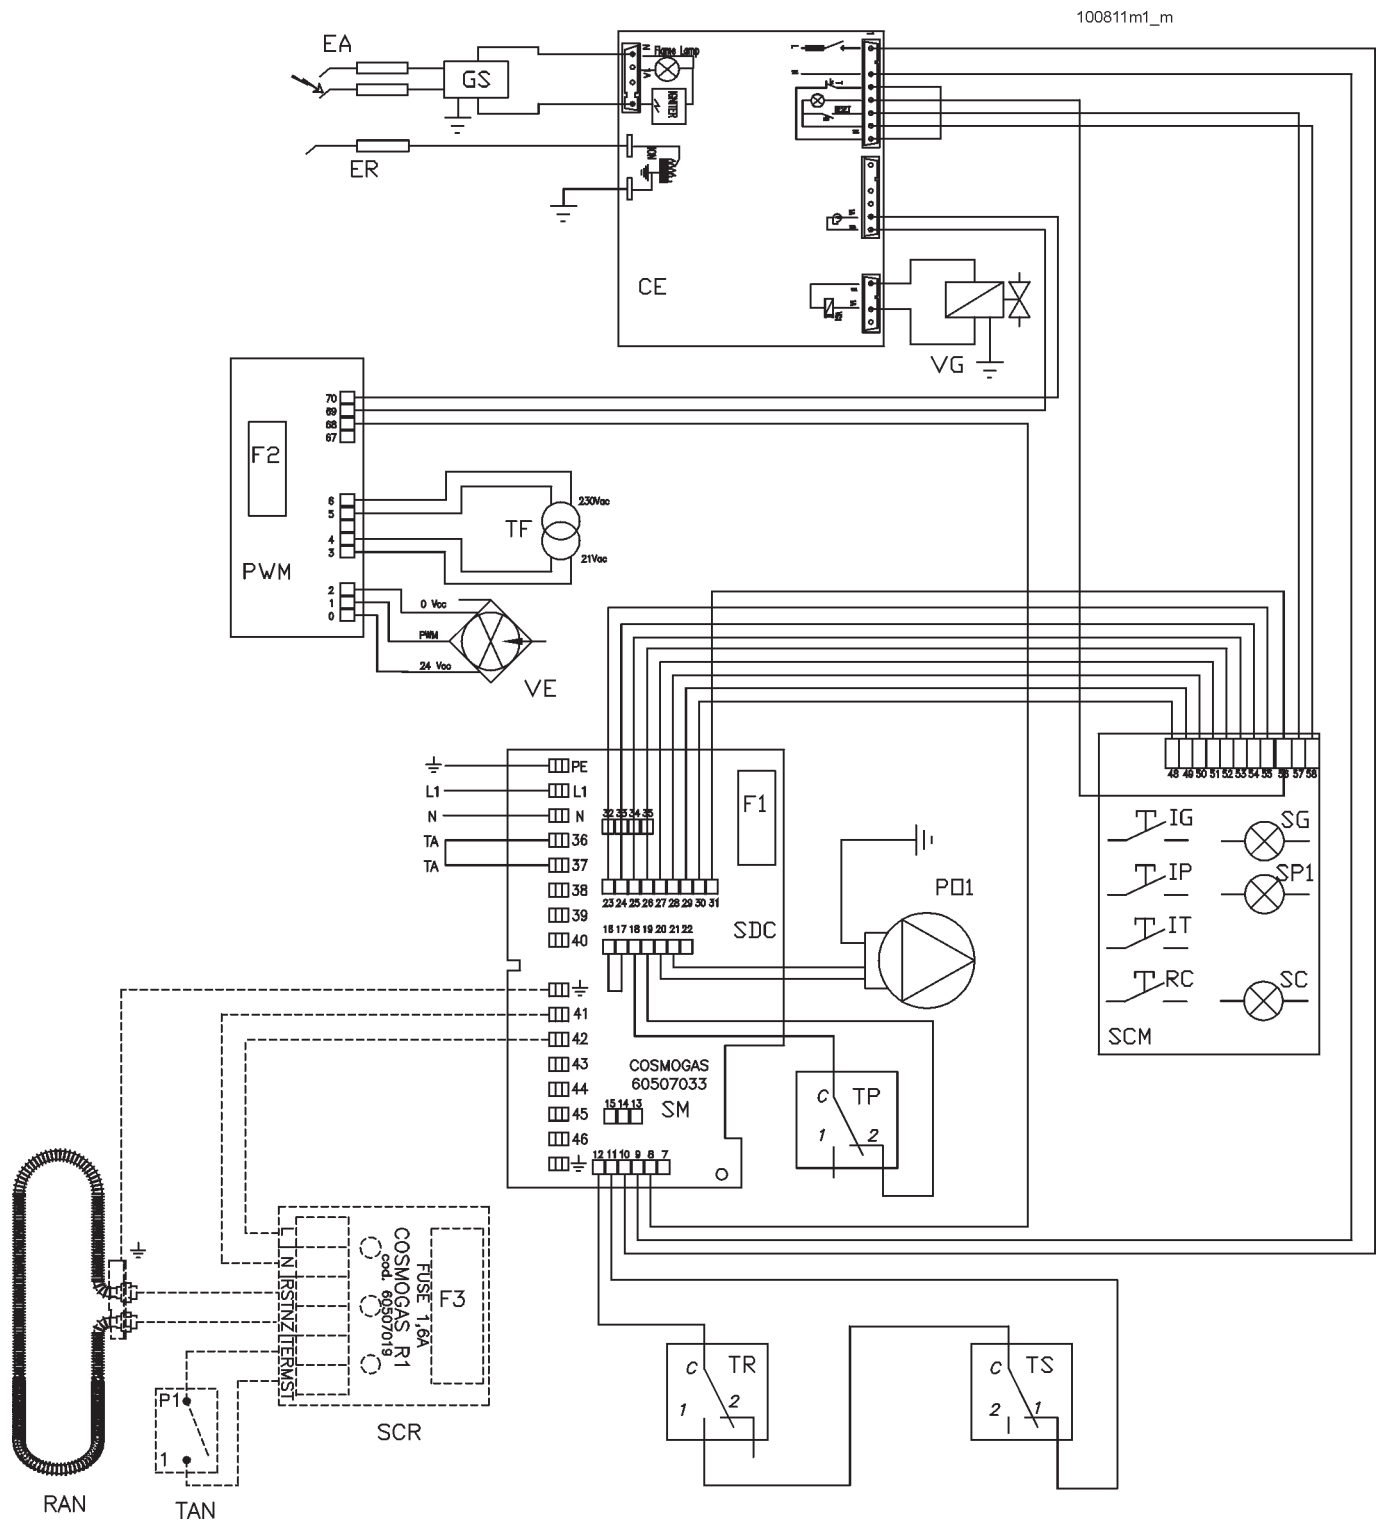 100811m1_m
EA
GS
N
Flame Lamp
IGNITER
1
L
ER
ION
CE
VG
70
69
68
67
F2
6
5
4
3
PWM
2
1
0
230Vac
TF
21Vac
0 Vcc
PWM
24 Vcc
VE
48 49 50 51 52 53 54 55 56 57 58
PE
L1 L1
N N
TA 36
TA 37
38
39
40
32 33 34 35
F1
23 24 25 26 27 28 29 30 31
16 17 18 19 20 21 22
SDC
PO1
IG SG
IP SP1
IT
RC SC
SCM
41
42
43
44
45
46
COSMOGAS
60507033
SM
15 14 13
12 11 10 9 8 7
C TP
1 2
L
N
RST
NZ
TERMST
COSMOGAS R1
cod. 60507019
FUSE 1,6A
F3
SCR
P1
1
RAN
TAN
C TR
1 2
C TS
2 1